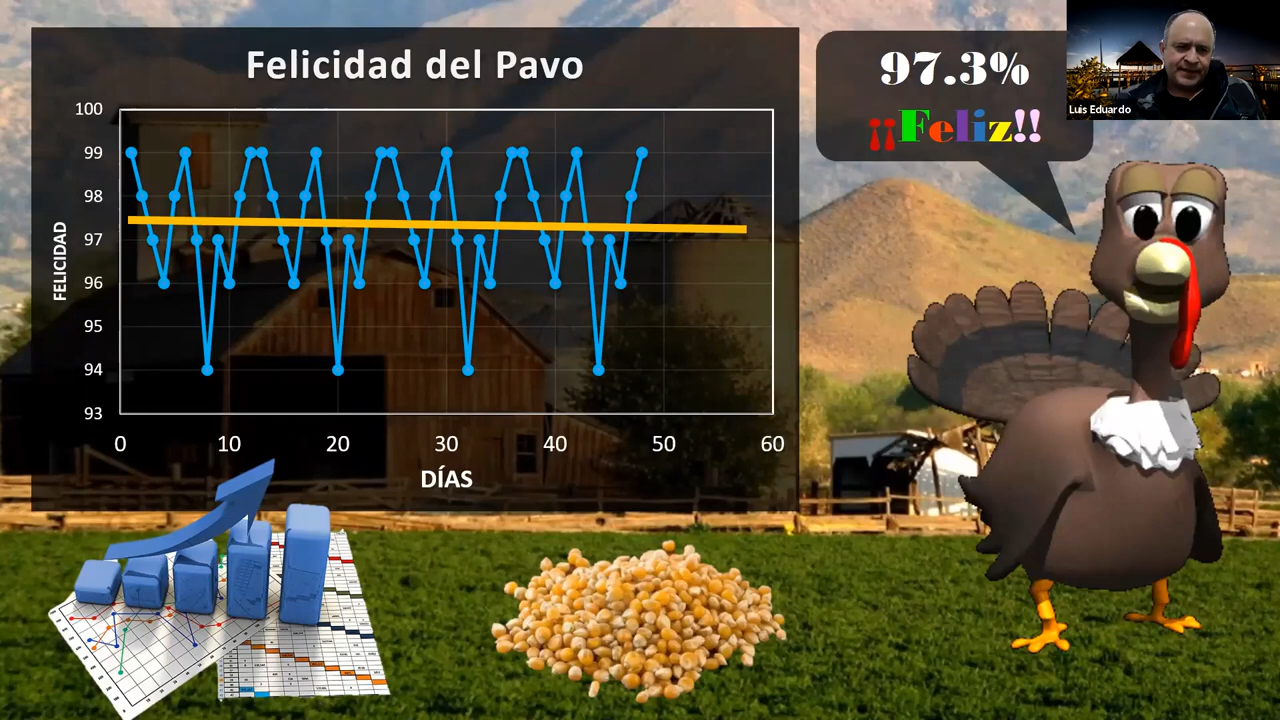 Felicidad del Pavo
97.3%
¡¡Feliz!!
Luis Eduardo
FELICIDAD
100
99
98
97
96
95
94
93
0 10 20 30 40 50 60
DÍAS